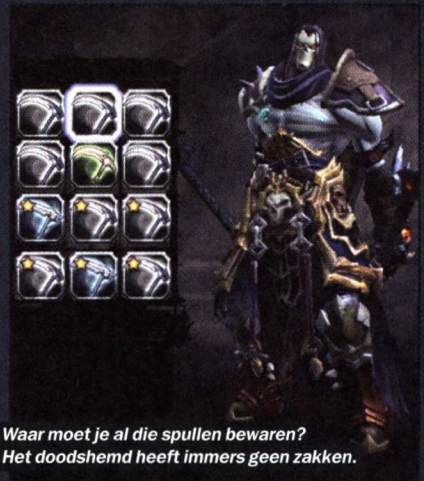 Waar moet je al die spullen bewaren?
Het doodshemd heeft immers geen zakken.